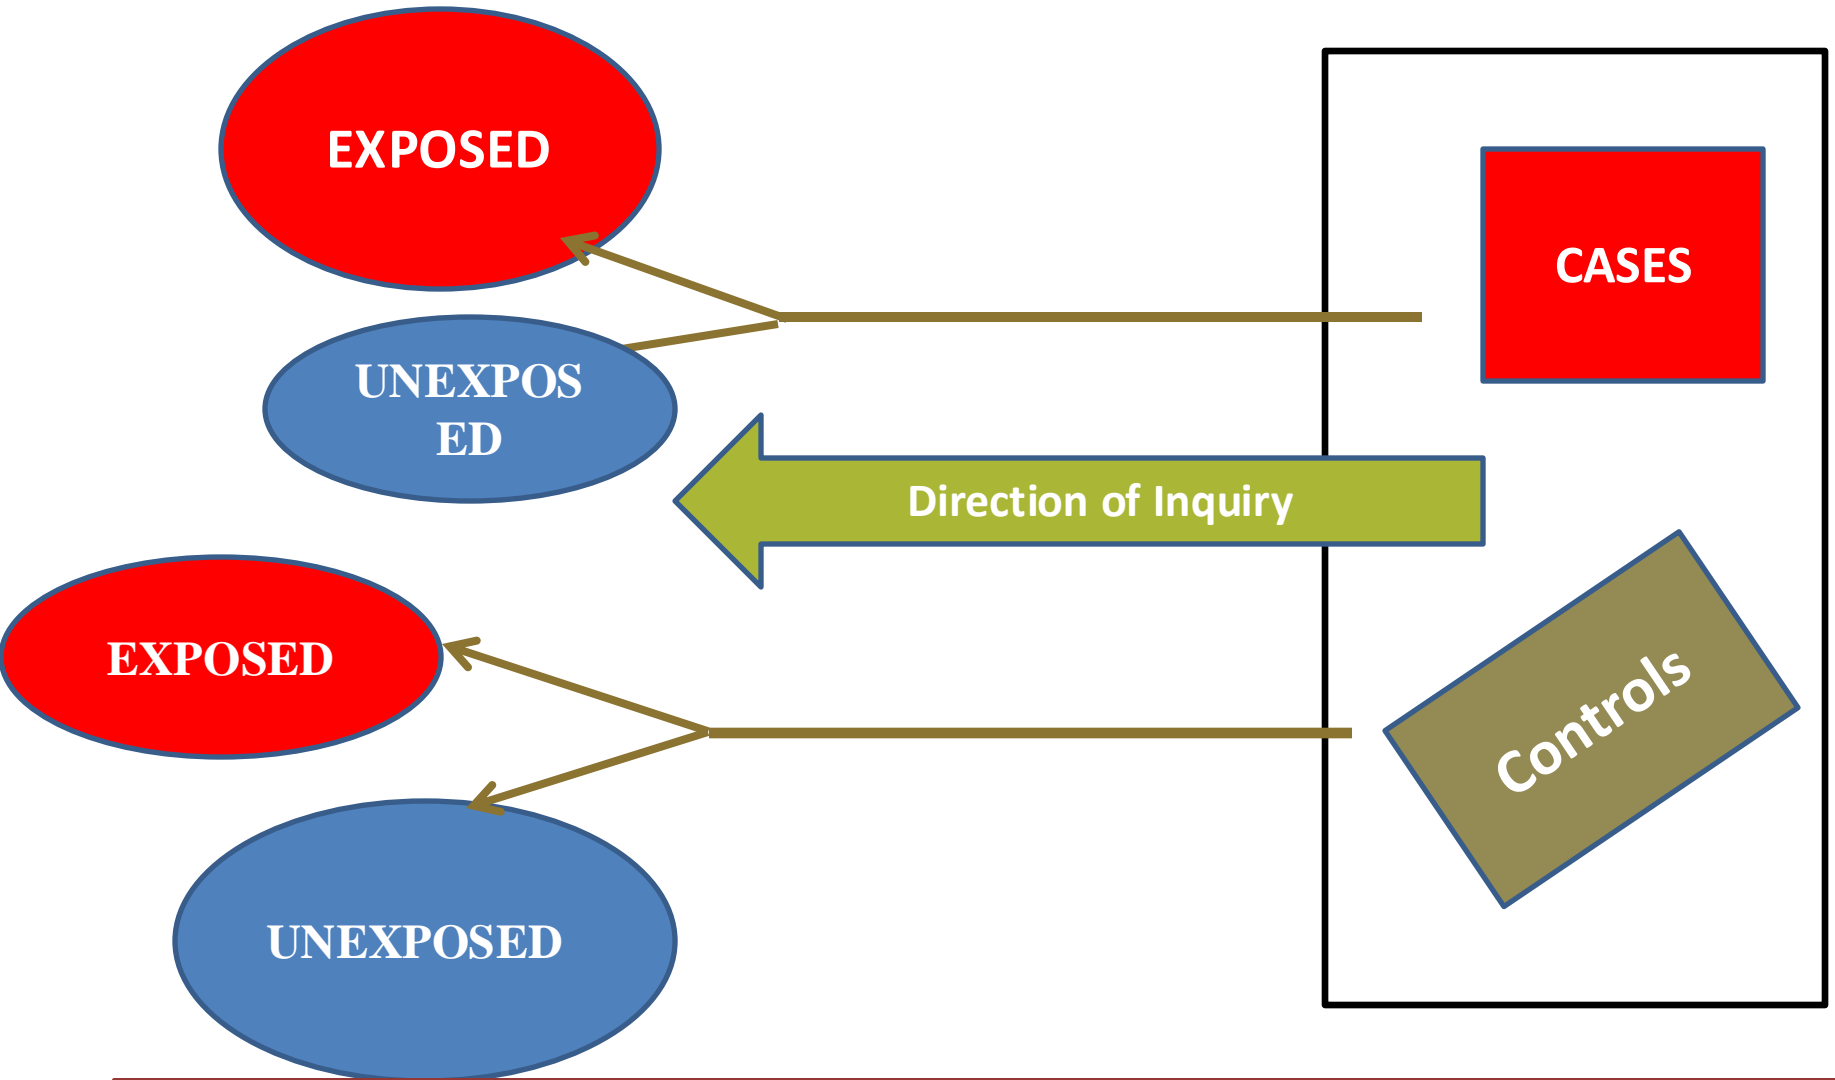 EXPOSED
CASES
UNEXPOS
ED
Direction of Inquiry
EXPOSED
Controls
UNEXPOSED